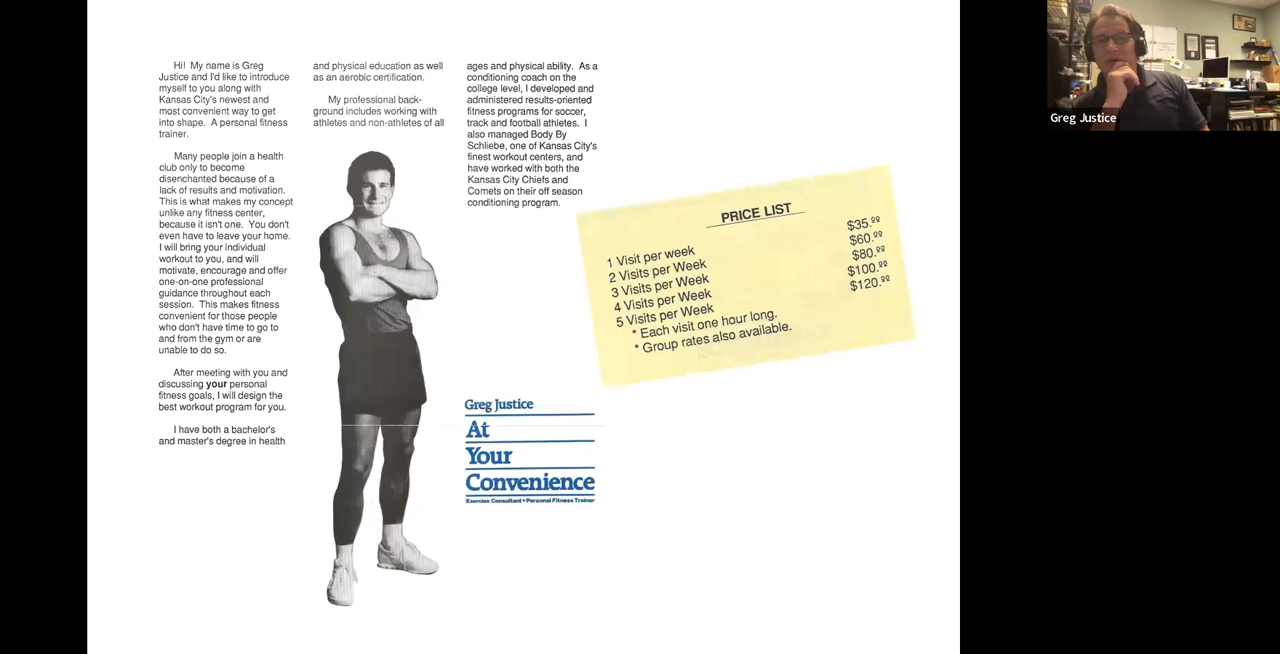 Hi! My name is Greg
Justice and I'd like to introduce
myself to you along with
Kansas City's newest and
most convenient way to get
into shape. A personal fitness
trainer.
Many people join a health
club only to become
disenchanted because of a
lack of results and motivation.
This is what makes my concept
unlike any fitness center,
because it isn't one. You don't
even have to leave your home.
I will bring your individual
workout to you, and will
motivate, encourage and offer
one-on-one professional
guidance throughout each
session. This makes fitness
convenient for those people
who don't have time to go to
and from the gym or are
unable to do so.
After meeting with you and
discussing your personal
fitness goals, I will design the
best workout program for you.
I have both a bachelor's
and master's degree in health
and physical education as well
as an aerobic certification.
My professional back-
ground includes working with
athletes and non-athletes of all
ages and physical ability. As a
conditioning coach on the
college level, I developed and
administered results-oriented
fitness programs for soccer,
track and football athletes. I
also managed Body By
Schliebe, one of Kansas City's
finest workout centers, and
have worked with both the
Kansas City Chiefs and
Comets on their off season
conditioning program.
PRICE LIST
1 Visit per week $35.00
2 Visits per Week $60.00
3 Visits per Week $80.00
4 Visits per Week $100.00
5 Visits per Week $120.00
* Each visit one hour long.
* Group rates also available.
Greg Justice
At
Your
Convenience
Exercise Consultant • Personal Fitness Trainer
Greg Justice